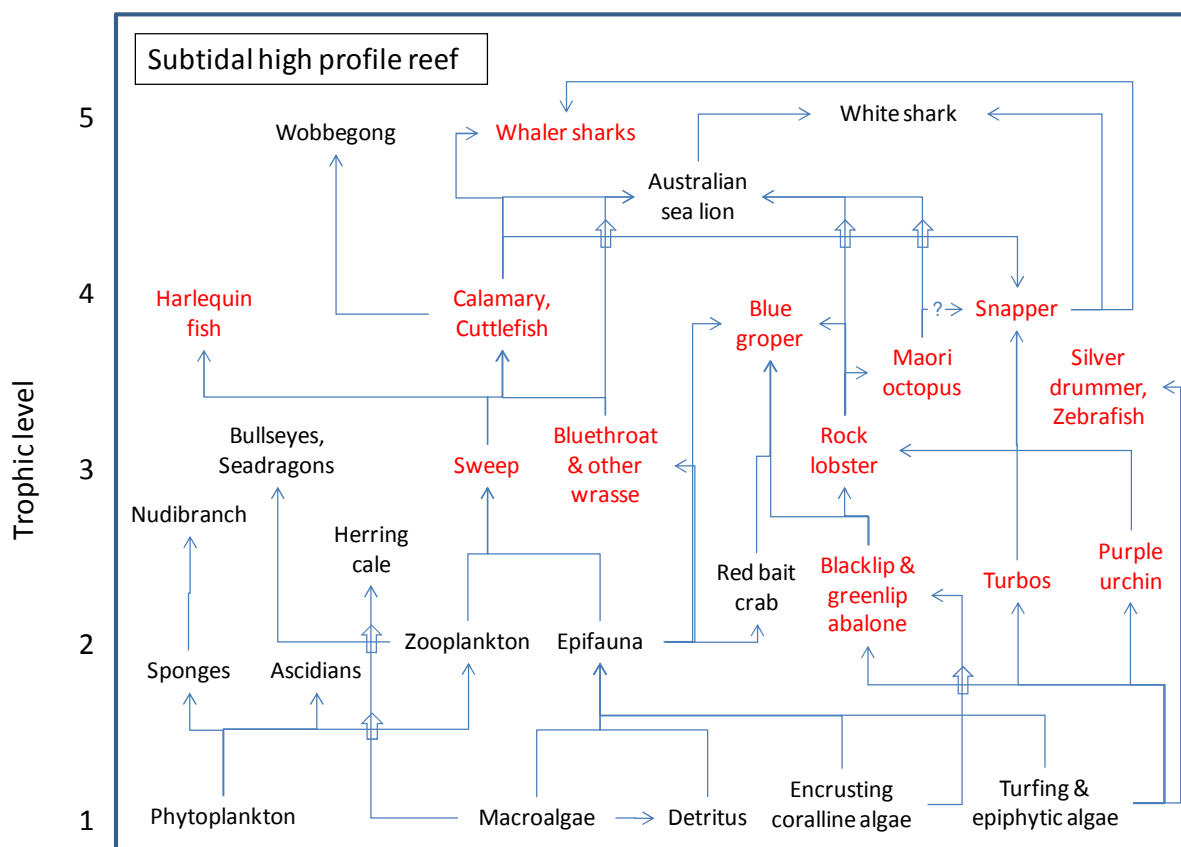 Subtidal high profile reef
5
Wobbegong
Whaler sharks
White shark
Australian
sea lion
4
Harlequin
fish
Calamary,
Cuttlefish
Blue
groper
?
Snapper
Maori
octopus
Silver
drummer,
Zebrafish
Trophic level
3
Bullseyes,
Seadragons
Sweep
Bluethroat
& other
wrasse
Rock
lobster
Nudibranch
Herring
cale
Red bait
crab
Blacklip &
greenlip
abalone
Turbos
Purple
urchin
2
Zooplankton
Epifauna
Sponges
Ascidians
1
Phytoplankton
Macroalgae
Detritus
Encrusting
coralline algae
Turfing &
epiphytic algae